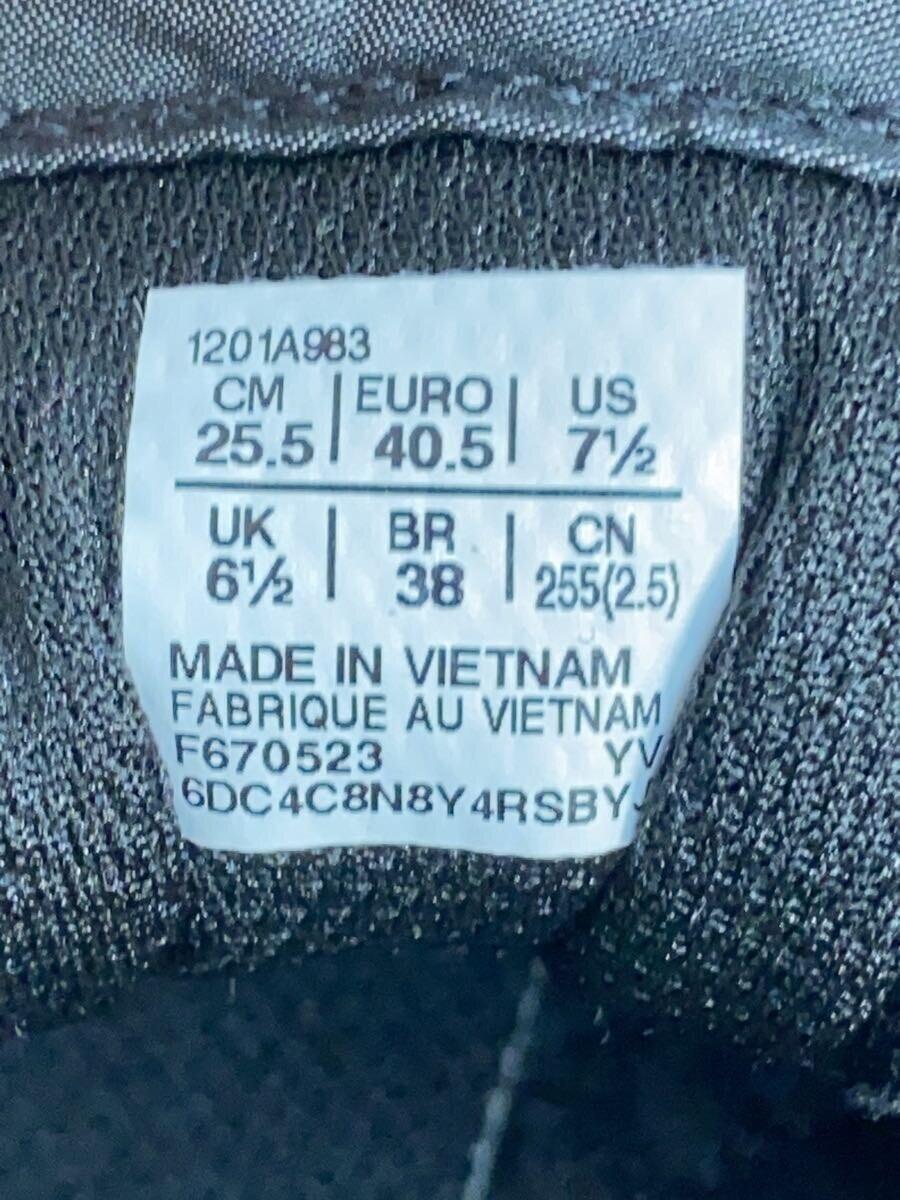 1201A983
CM | EURO | US
25.5 | 40.5 | 7½
UK | BR | CN
6½ | 38 | 255(2.5)
MADE IN VIETNAM
FABRIQUE AU VIETNAM
F670523 YV
6DC4C8N8Y4RSBYJ